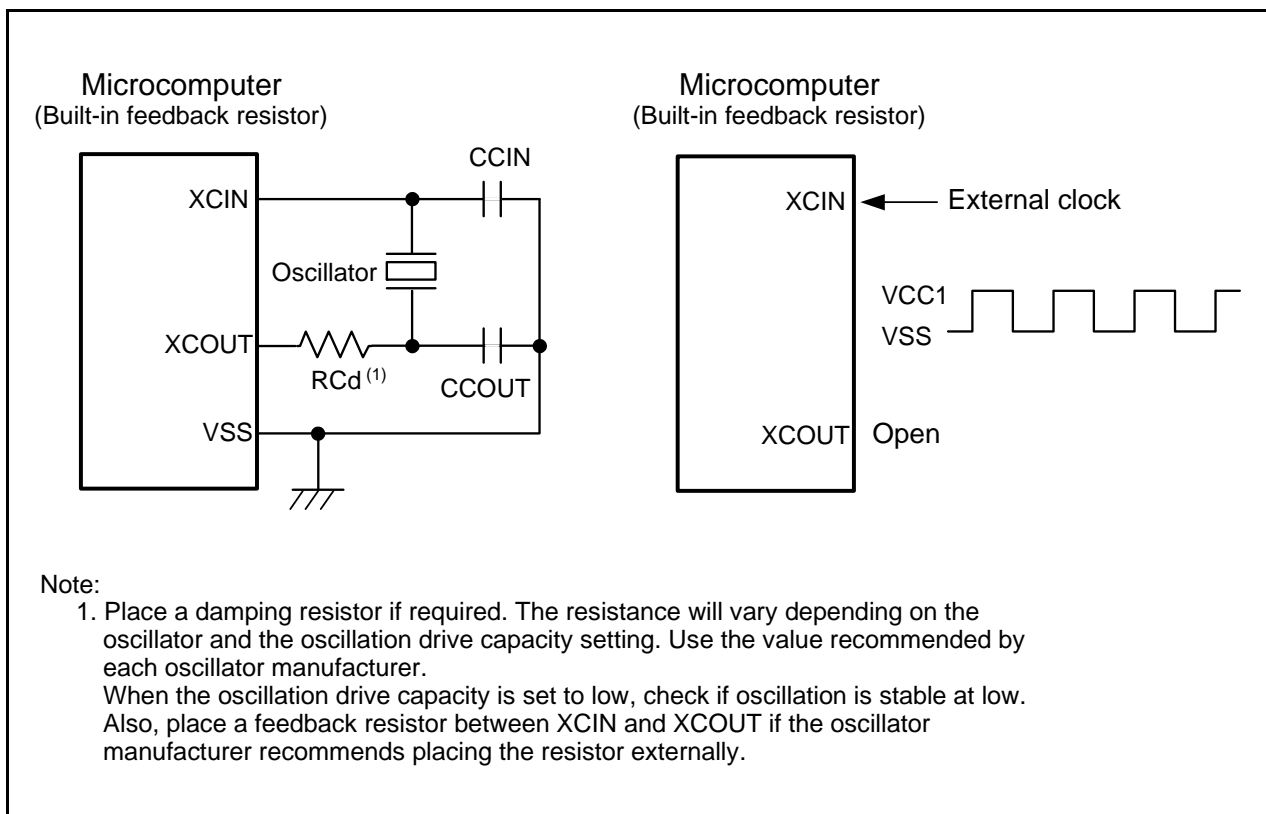 Microcomputer
(Built-in feedback resistor)
XCIN
CCIN
Oscillator
XCOUT
RCd (1)
CCOUT
VSS
Microcomputer
(Built-in feedback resistor)
XCIN
External clock
VCC1
VSS
XCOUT
Open
Note:
1. Place a damping resistor if required. The resistance will vary depending on the
oscillator and the oscillation drive capacity setting. Use the value recommended by
each oscillator manufacturer.
When the oscillation drive capacity is set to low, check if oscillation is stable at low.
Also, place a feedback resistor between XCIN and XCOUT if the oscillator
manufacturer recommends placing the resistor externally.